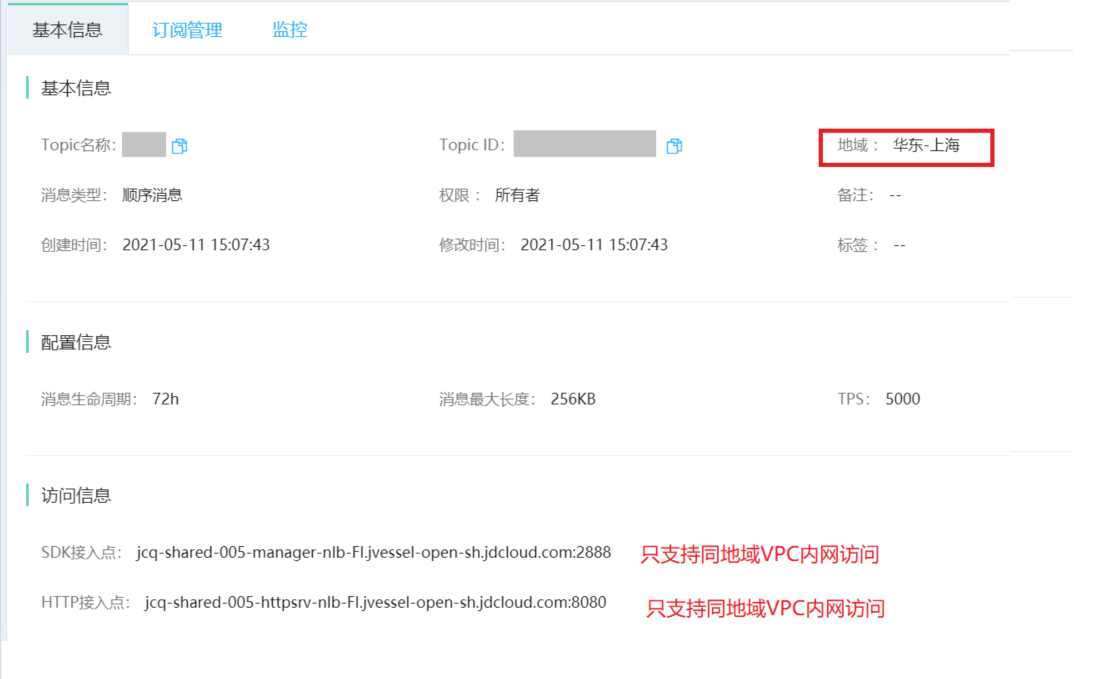 基本信息 订阅管理 监控
基本信息
Topic名称: Topic ID: 地域： 华东-上海
消息类型: 顺序消息 权限： 所有者 备注: --
创建时间: 2021-05-11 15:07:43 修改时间: 2021-05-11 15:07:43 标签： --
配置信息
消息生命周期: 72h 消息最大长度: 256KB TPS: 5000
访问信息
SDK接入点: jcq-shared-005-manager-nlb-FI.jvessel-open-sh.jdcloud.com:2888 只支持同地域VPC内网访问
HTTP接入点: jcq-shared-005-httpsrv-nlb-FI.jvessel-open-sh.jdcloud.com:8080 只支持同地域VPC内网访问